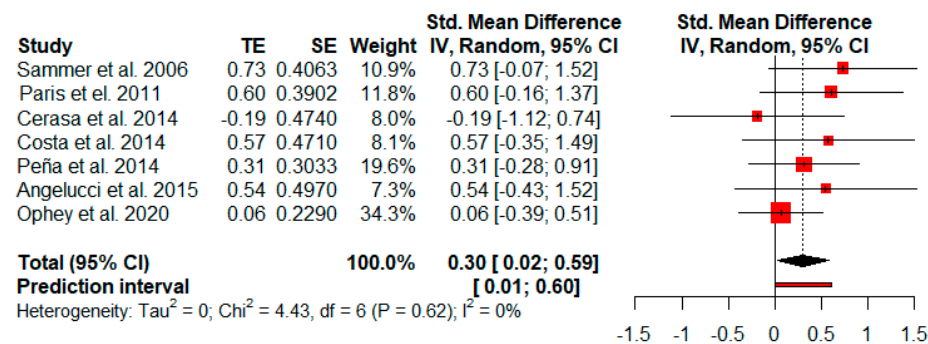 Std. Mean Difference Std. Mean Difference
Study TE SE Weight IV, Random, 95% CI IV, Random, 95% CI
Sammer et al. 2006 0.73 0.4063 10.9% 0.73 [-0.07; 1.52]
Paris et el. 2011 0.60 0.3902 11.8% 0.60 [-0.16; 1.37]
Cerasa et al. 2014 -0.19 0.4740 8.0% -0.19 [-1.12; 0.74]
Costa et al. 2014 0.57 0.4710 8.1% 0.57 [-0.35; 1.49]
Peña et al. 2014 0.31 0.3033 19.6% 0.31 [-0.28; 0.91]
Angelucci et al. 2015 0.54 0.4970 7.3% 0.54 [-0.43; 1.52]
Ophey et al. 2020 0.06 0.2290 34.3% 0.06 [-0.39; 0.51]
Total (95% CI) 100.0% 0.30 [ 0.02; 0.59]
Prediction interval [ 0.01; 0.60]
Heterogeneity: Tau² = 0; Chi² = 4.43, df = 6 (P = 0.62); I² = 0%
-1.5 -1 -0.5 0 0.5 1 1.5